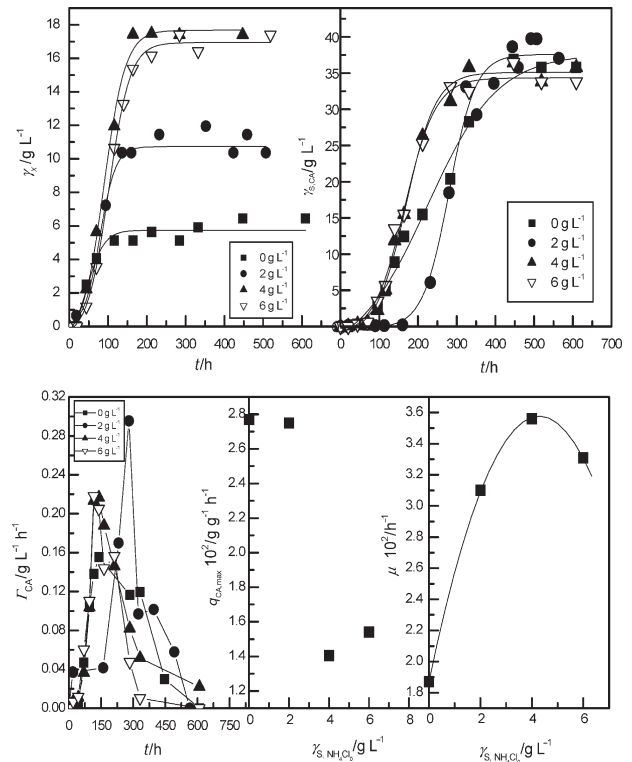 18
16
14
12
10
8
6
4
2
0
γχ/g L⁻¹
0 g L⁻¹
2 g L⁻¹
4 g L⁻¹
6 g L⁻¹
0 100 200 300 400 500 600
t/h
40
35
30
25
20
15
10
5
0
γS,CA/g L⁻¹
0 g L⁻¹
2 g L⁻¹
4 g L⁻¹
6 g L⁻¹
0 100 200 300 400 500 600 700
t/h
0.32
0.28
0.24
0.20
0.16
0.12
0.08
0.04
0.00
rCA/g L⁻¹ h⁻¹
0 g L⁻¹
2 g L⁻¹
4 g L⁻¹
6 g L⁻¹
0 150 300 450 600 750
t/h
2.8
2.6
2.4
2.2
2.0
1.8
1.6
1.4
1.2
qCA,max 10²/g g⁻¹ h⁻¹
0 2 4 6 8
γS, NH₄Cl₀/g L⁻¹
3.6
3.4
3.2
3.0
2.8
2.6
2.4
2.2
2.0
1.8
μ 10²/h⁻¹
0 2 4 6
γS, NH₄Cl₀/g L⁻¹